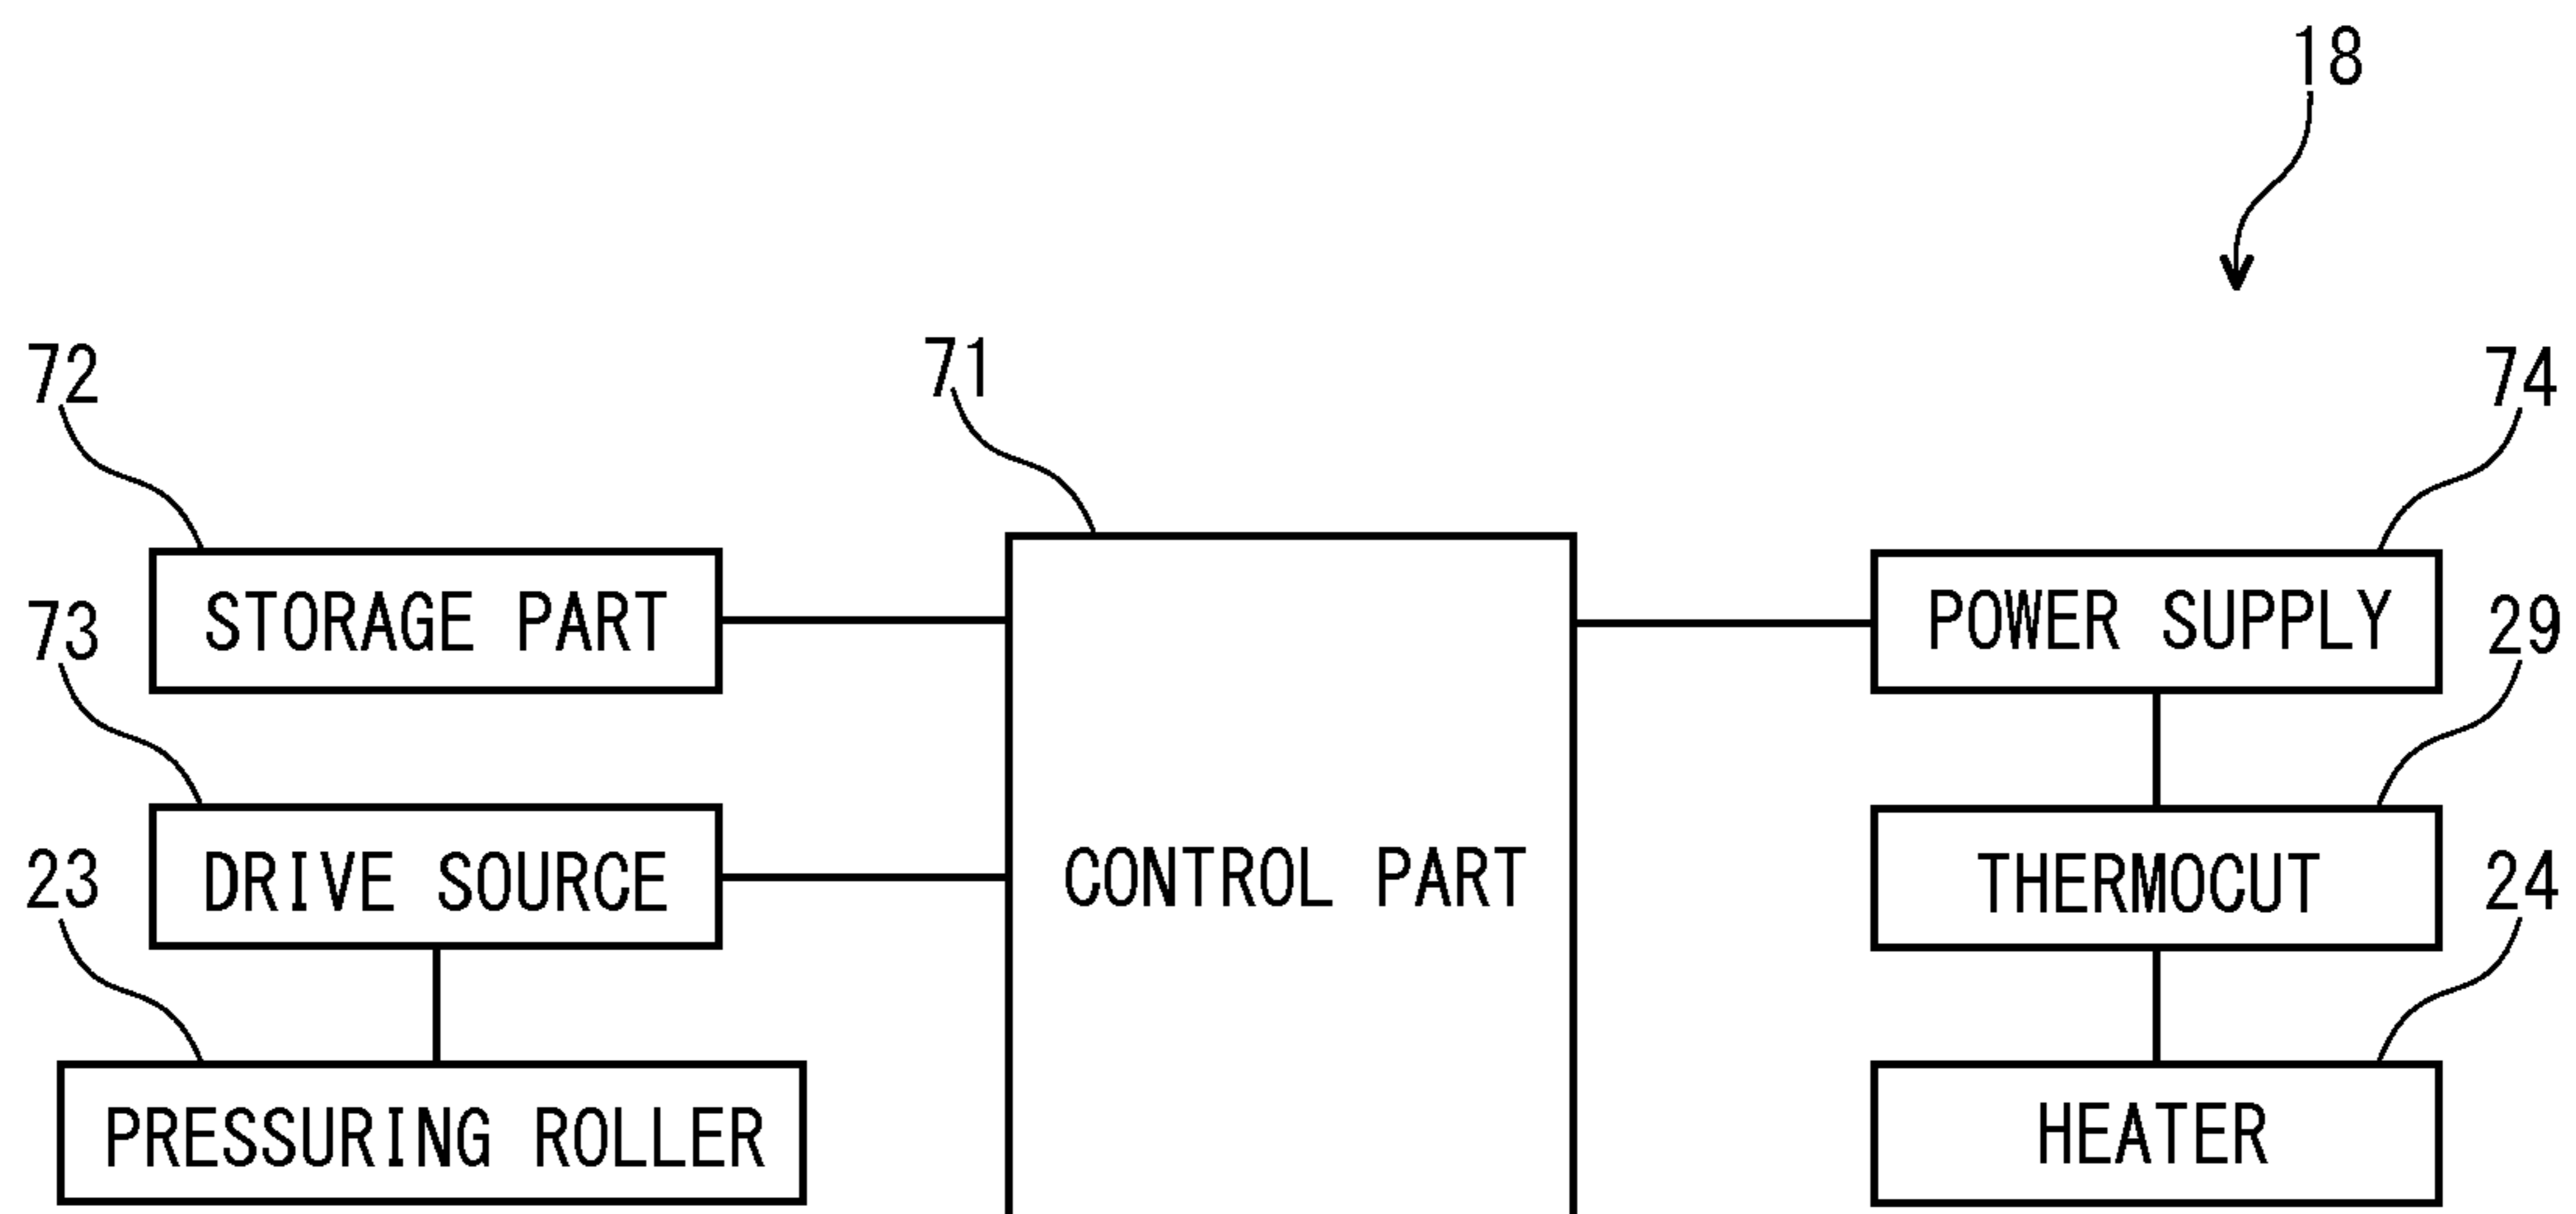 18
72
71
74
STORAGE PART
POWER SUPPLY
73
29
DRIVE SOURCE
CONTROL PART
THERMOCUT
23
24
PRESSURING ROLLER
HEATER